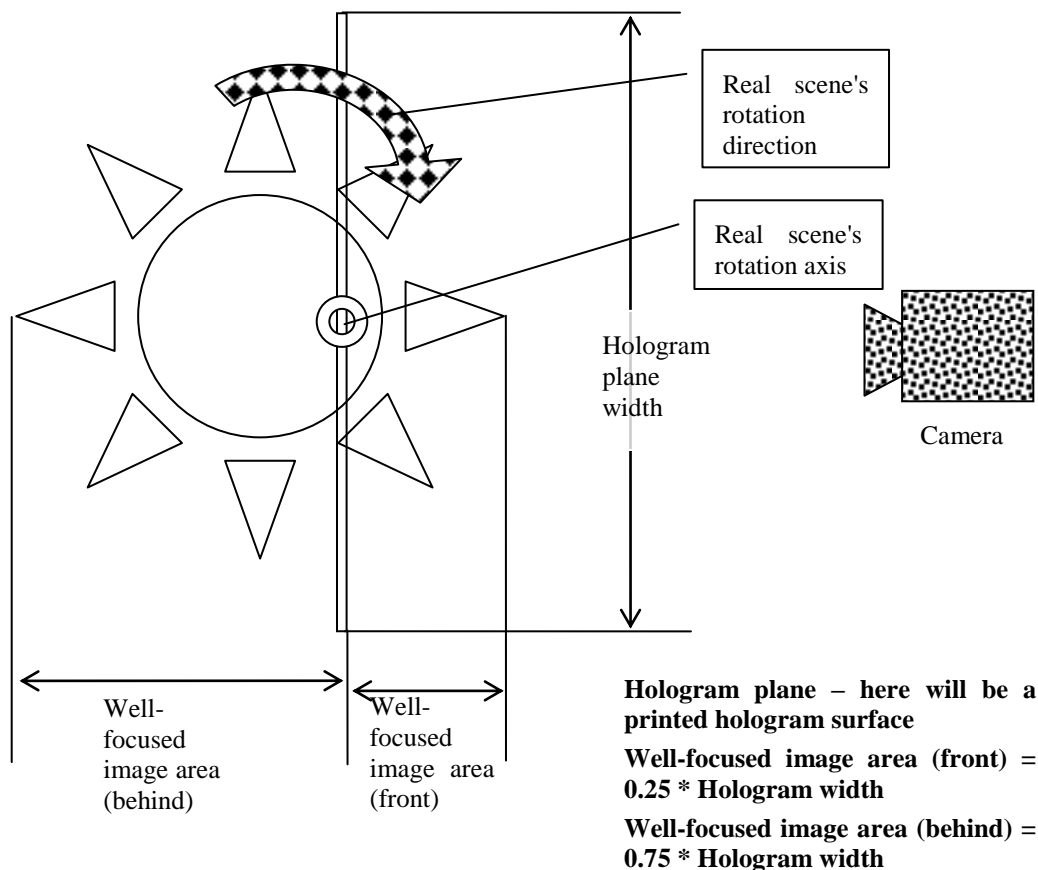 Real scene's
rotation
direction
Real scene's
rotation axis
Hologram
plane
width
Camera
Well-
focused
image area
(behind)
Well-
focused
image area
(front)
Hologram plane – here will be a
printed hologram surface
Well-focused image area (front) =
0.25 * Hologram width
Well-focused image area (behind) =
0.75 * Hologram width